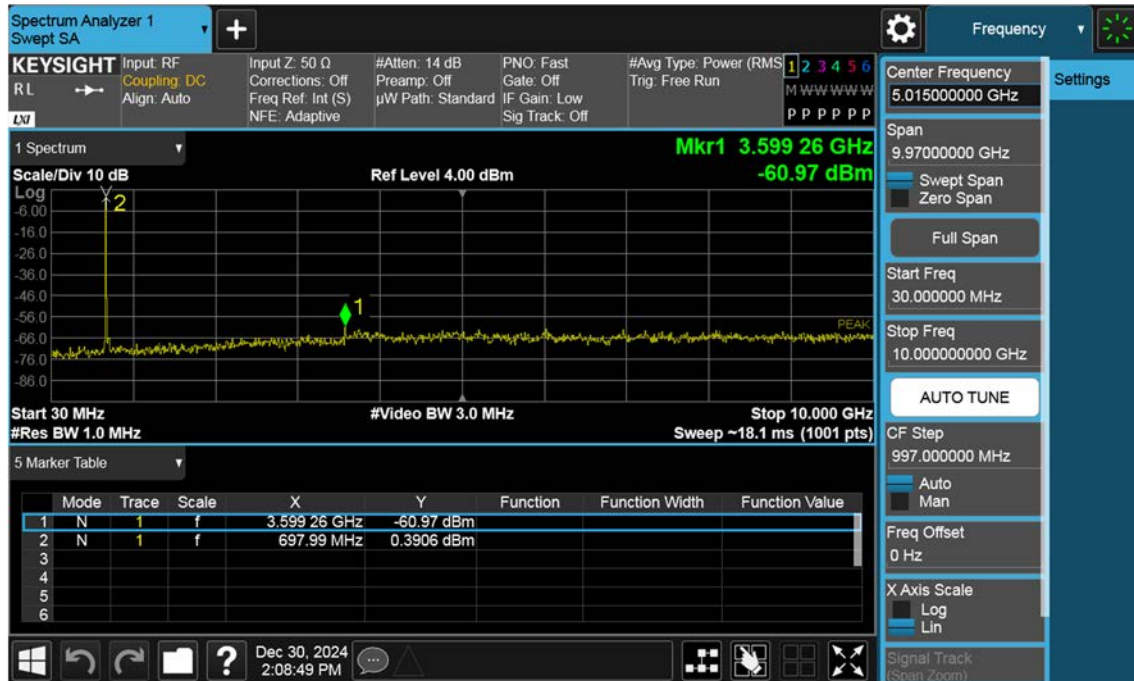 Spectrum Analyzer 1
Swept SA
+
Frequency
KEYSIGHT
RL
LXI
Input: RF
Coupling: DC
Align: Auto
Input Z: 50 Ω
Corrections: Off
Freq Ref: Int (S)
NFE: Adaptive
#Atten: 14 dB
Preamp: Off
µW Path: Standard
PNO: Fast
Gate: Off
IF Gain: Low
Sig Track: Off
#Avg Type: Power (RMS
Trig: Free Run
1 2 3 4 5 6
M W W W W W
P P P P P P
1 Spectrum
Mkr1 3.599 26 GHz
-60.97 dBm
Scale/Div 10 dB
Ref Level 4.00 dBm
Log
-6.00
-16.0
-26.0
-36.0
-46.0
-56.0
-66.0
-76.0
-86.0
2
1
PEAK
Start 30 MHz
#Video BW 3.0 MHz
Stop 10.000 GHz
#Res BW 1.0 MHz
Sweep ~18.1 ms (1001 pts)
5 Marker Table
Mode Trace Scale X Y Function Function Width Function Value
1 N 1 f 3.599 26 GHz -60.97 dBm
2 N 1 f 697.99 MHz 0.3906 dBm
3
4
5
6
?
Dec 30, 2024
2:08:49 PM
Center Frequency
5.015000000 GHz
Span
9.97000000 GHz
Swept Span
Zero Span
Full Span
Start Freq
30.000000 MHz
Stop Freq
10.000000000 GHz
AUTO TUNE
CF Step
997.000000 MHz
Auto
Man
Freq Offset
0 Hz
X Axis Scale
Log
Lin
Signal Track
(Span Zoom)
Settings